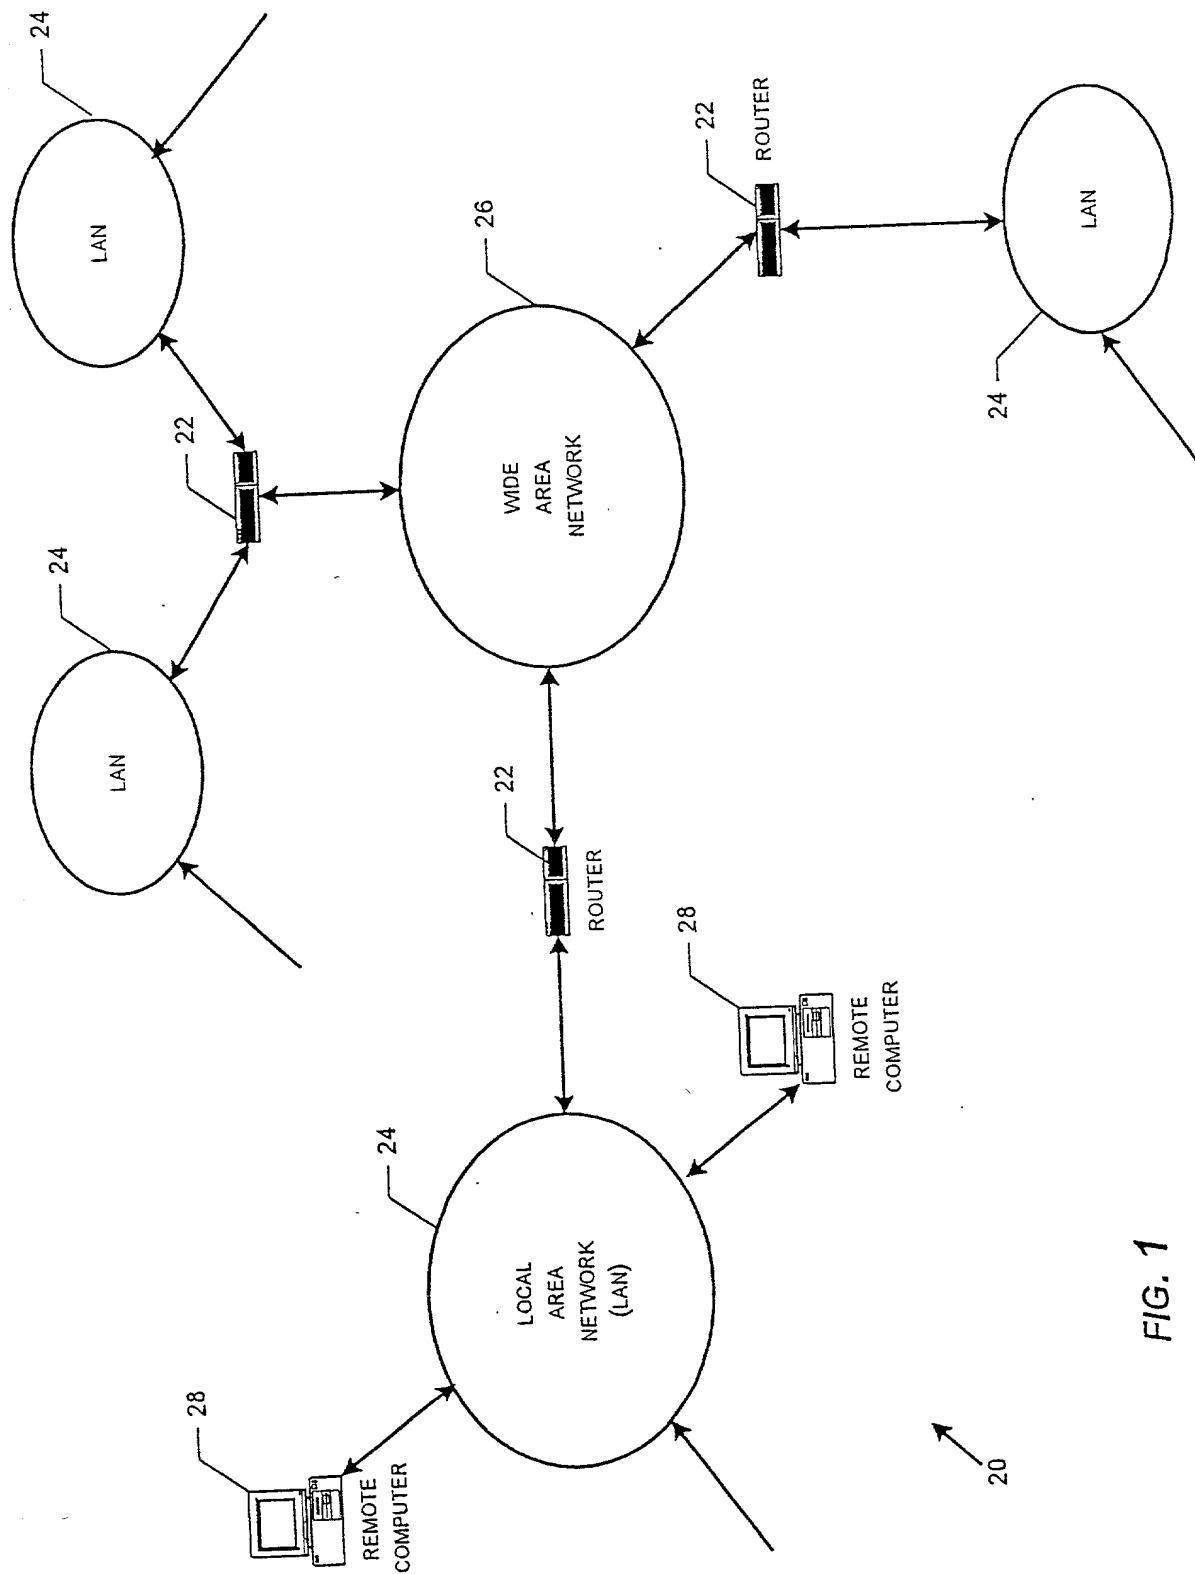 28
REMOTE
COMPUTER
LOCAL
AREA
NETWORK
(LAN)
24
28
REMOTE
COMPUTER
22
ROUTER
LAN
24
22
LAN
24
WIDE
AREA
NETWORK
26
22
ROUTER
LAN
24
20
FIG. 1